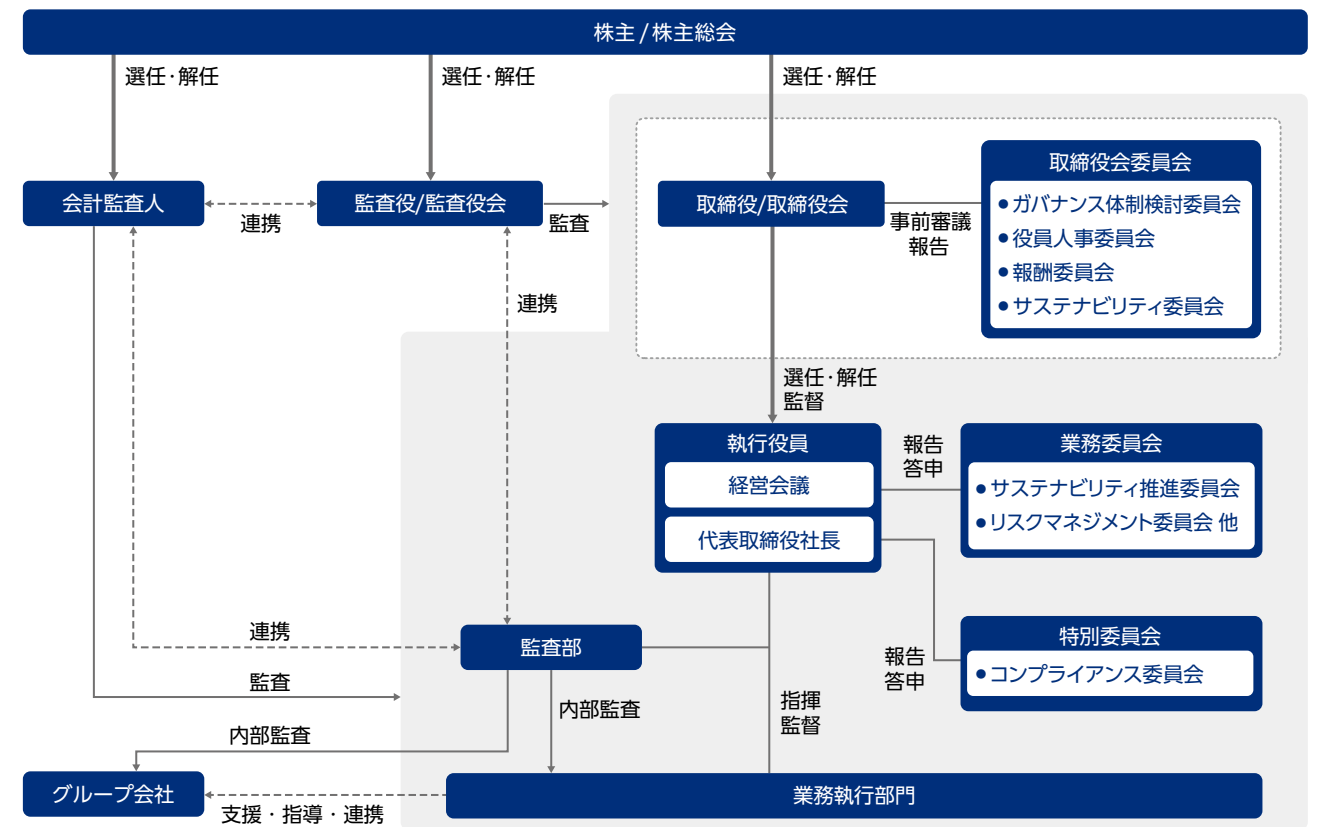 株主 / 株主総会
選任・解任
選任・解任
選任・解任
会計監査人
連携
監査役/監査役会
監査
取締役/取締役会
事前審議
報告
取締役会委員会
●ガバナンス体制検討委員会
●役員人事委員会
●報酬委員会
●サステナビリティ委員会
連携
選任・解任
監督
執行役員
経営会議
代表取締役社長
報告
答申
業務委員会
●サステナビリティ推進委員会
●リスクマネジメント委員会 他
連携
監査部
監査
報告
答申
特別委員会
●コンプライアンス委員会
内部監査
内部監査
指揮
監督
グループ会社
支援・指導・連携
業務執行部門